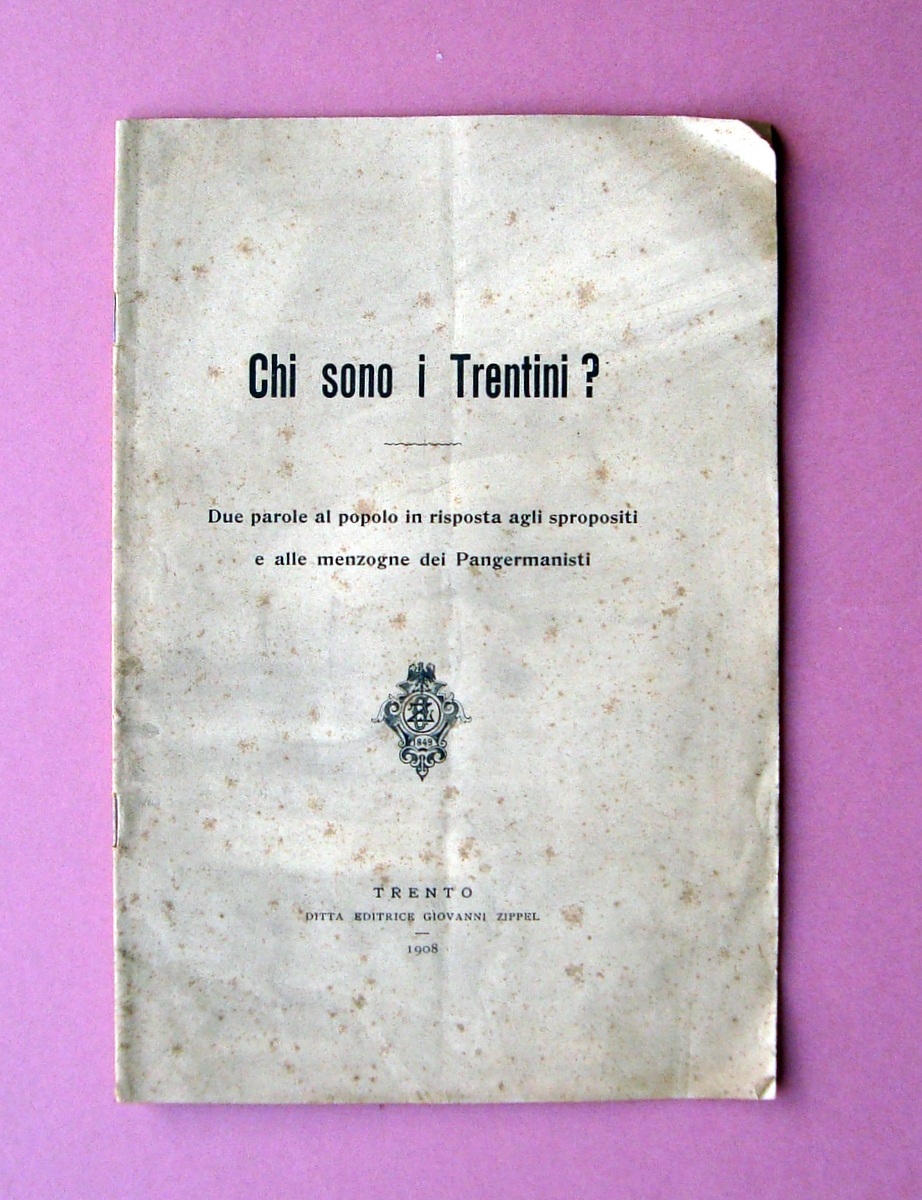 Chi sono i Trentini?
Due parole al popolo in risposta agli spropositi
e alle menzogne dei Pangermanisti
1849
TRENTO
DITTA EDITRICE GIOVANNI ZIPPEL
1908